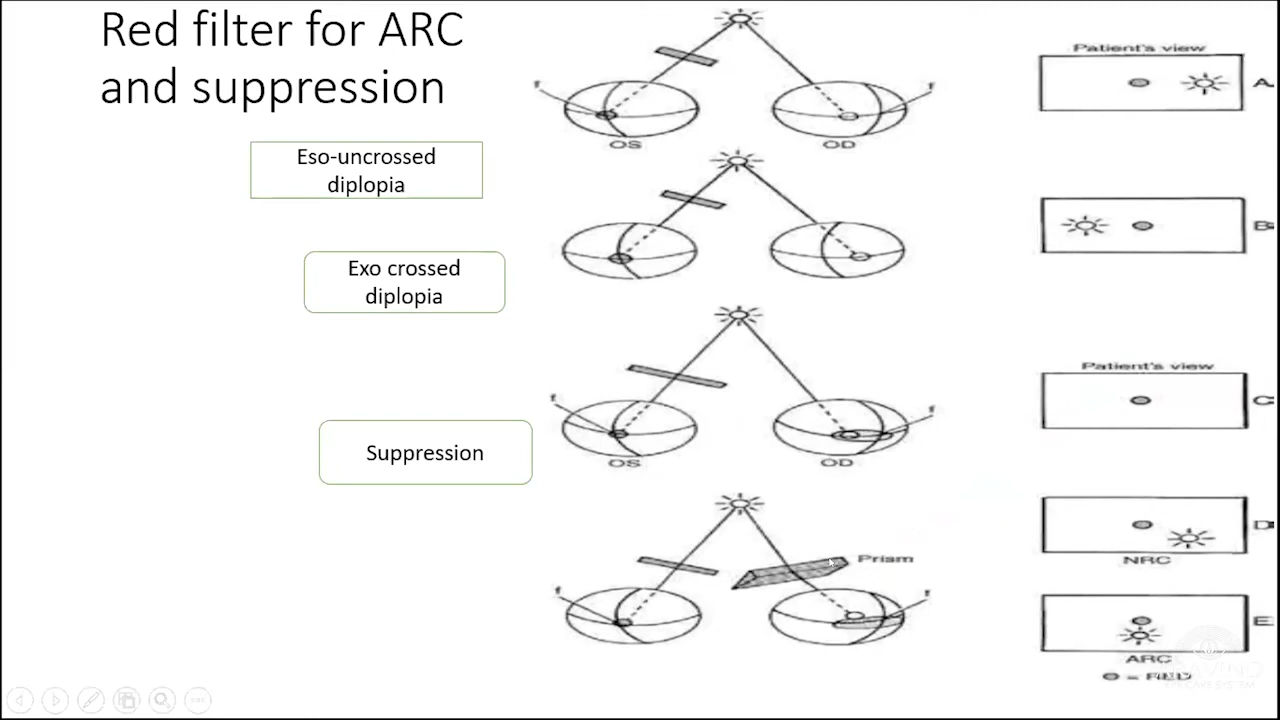 Red filter for ARC
and suppression
Patient's view
A
f
f
OS
OD
Eso-uncrossed
diplopia
B
Exo crossed
diplopia
Patient's view
f
f
C
OS
OD
Suppression
Prism
D
NRC
f
f
E
ARC
= RED